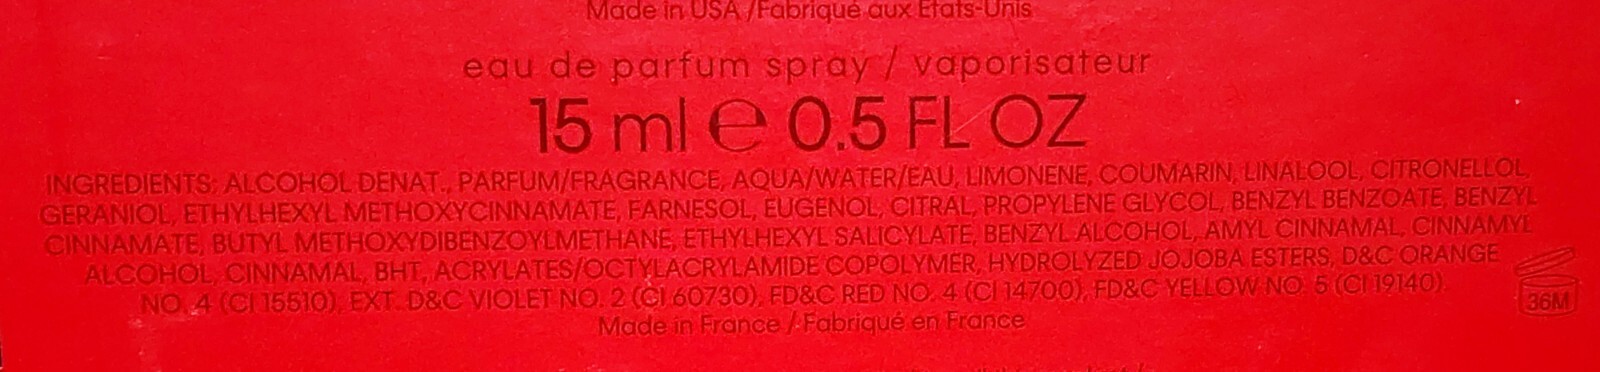 Made in USA /Fabriqué aux États-Unis
eau de parfum spray / vaporisateur
15 ml ℮ 0.5 FL OZ
INGREDIENTS: ALCOHOL DENAT., PARFUM/FRAGRANCE, AQUA/WATER/EAU, LIMONENE, COUMARIN, LINALOOL, CITRONELLOL,
GERANIOL, ETHYLHEXYL METHOXYCINNAMATE, FARNESOL, EUGENOL, CITRAL, PROPYLENE GLYCOL, BENZYL BENZOATE, BENZYL
CINNAMATE, BUTYL METHOXYDIBENZOYLMETHANE, ETHYLHEXYL SALICYLATE, BENZYL ALCOHOL, AMYL CINNAMAL, CINNAMYL
ALCOHOL, CINNAMAL, BHT, ACRYLATES/OCTYLACRYLAMIDE COPOLYMER, HYDROLYZED JOJOBA ESTERS, D&C ORANGE
NO. 4 (CI 15510), EXT. D&C VIOLET NO. 2 (CI 60730), FD&C RED NO. 4 (CI 14700), FD&C YELLOW NO. 5 (CI 19140).
36M
Made in France / Fabriqué en France